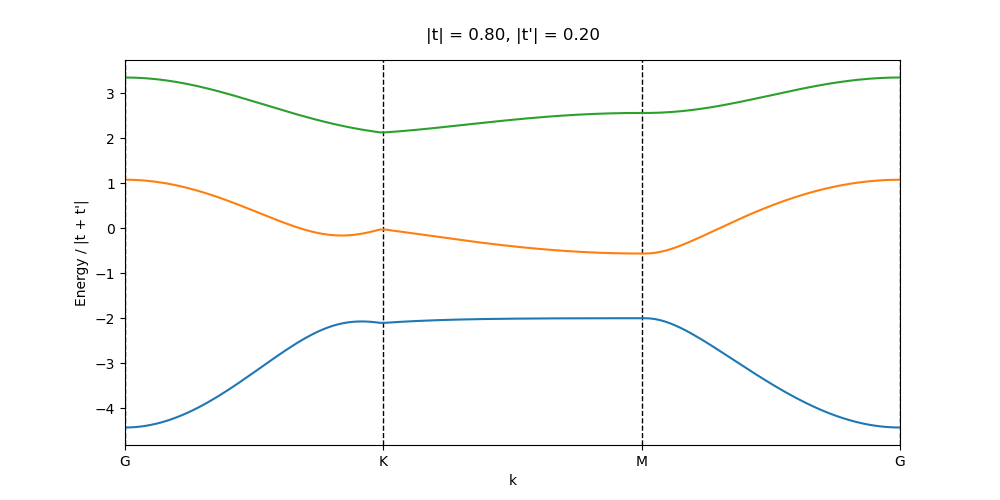 |t| = 0.80, |t'| = 0.20
Energy / |t + t'|
3
2
1
0
−1
−2
−3
−4
G
K
M
G
k